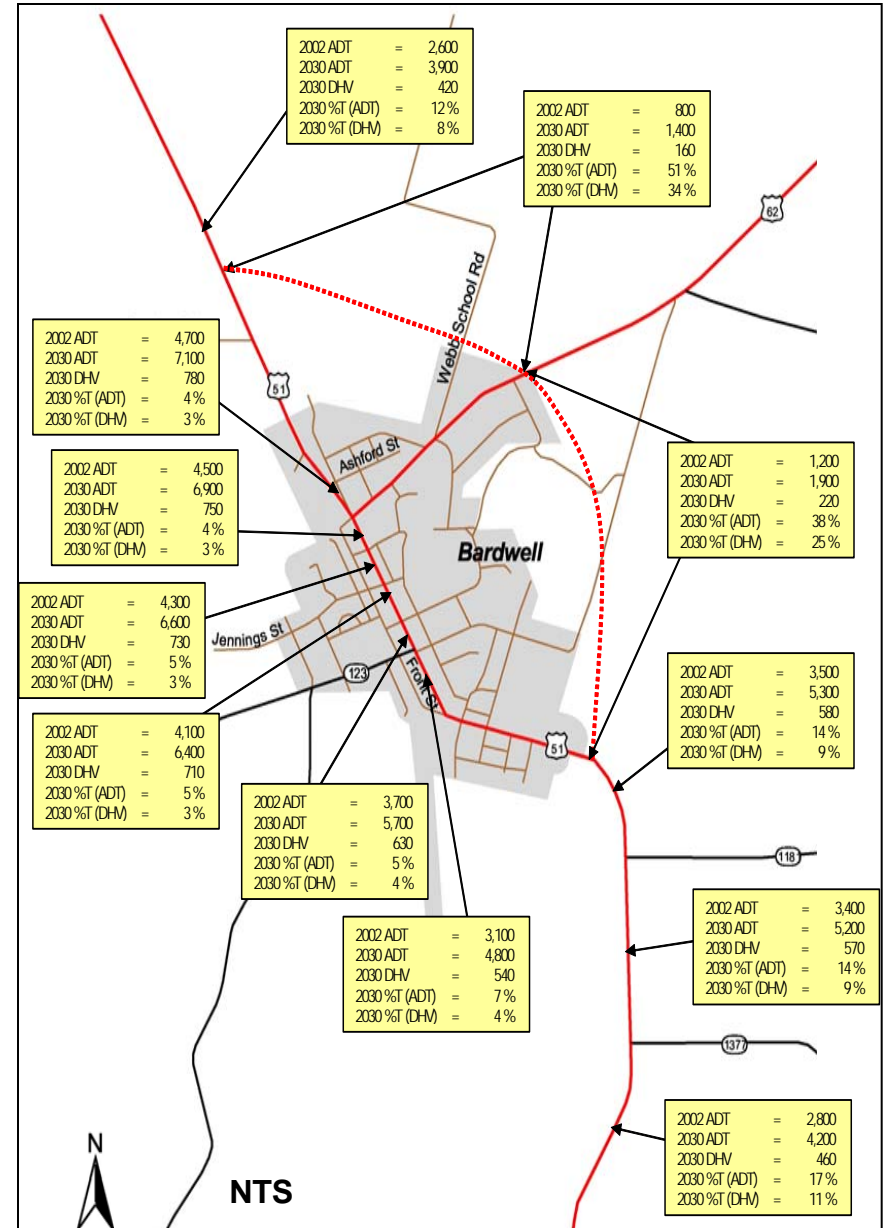 2002 ADT = 2,600
2030 ADT = 3,900
2030 DHV = 420
2030 %T (ADT) = 12 %
2030 %T (DHV) = 8 %
2002 ADT = 800
2030 ADT = 1,400
2030 DHV = 160
2030 %T (ADT) = 51 %
2030 %T (DHV) = 34 %
62
Webb School Rd
2002 ADT = 4,700
2030 ADT = 7,100
2030 DHV = 780
2030 %T (ADT) = 4 %
2030 %T (DHV) = 3 %
51
Ashford St
2002 ADT = 4,500
2030 ADT = 6,900
2030 DHV = 750
2030 %T (ADT) = 4 %
2030 %T (DHV) = 3 %
2002 ADT = 1,200
2030 ADT = 1,900
2030 DHV = 220
2030 %T (ADT) = 38 %
2030 %T (DHV) = 25 %
Bardwell
2002 ADT = 4,300
2030 ADT = 6,600
2030 DHV = 730
2030 %T (ADT) = 5 %
2030 %T (DHV) = 3 %
Jennings St
123
Front St
2002 ADT = 3,500
2030 ADT = 5,300
2030 DHV = 580
2030 %T (ADT) = 14 %
2030 %T (DHV) = 9 %
2002 ADT = 4,100
2030 ADT = 6,400
2030 DHV = 710
2030 %T (ADT) = 5 %
2030 %T (DHV) = 3 %
51
2002 ADT = 3,700
2030 ADT = 5,700
2030 DHV = 630
2030 %T (ADT) = 5 %
2030 %T (DHV) = 4 %
118
2002 ADT = 3,400
2030 ADT = 5,200
2030 DHV = 570
2030 %T (ADT) = 14 %
2030 %T (DHV) = 9 %
2002 ADT = 3,100
2030 ADT = 4,800
2030 DHV = 540
2030 %T (ADT) = 7 %
2030 %T (DHV) = 4 %
1377
2002 ADT = 2,800
2030 ADT = 4,200
2030 DHV = 460
2030 %T (ADT) = 17 %
2030 %T (DHV) = 11 %
N
NTS